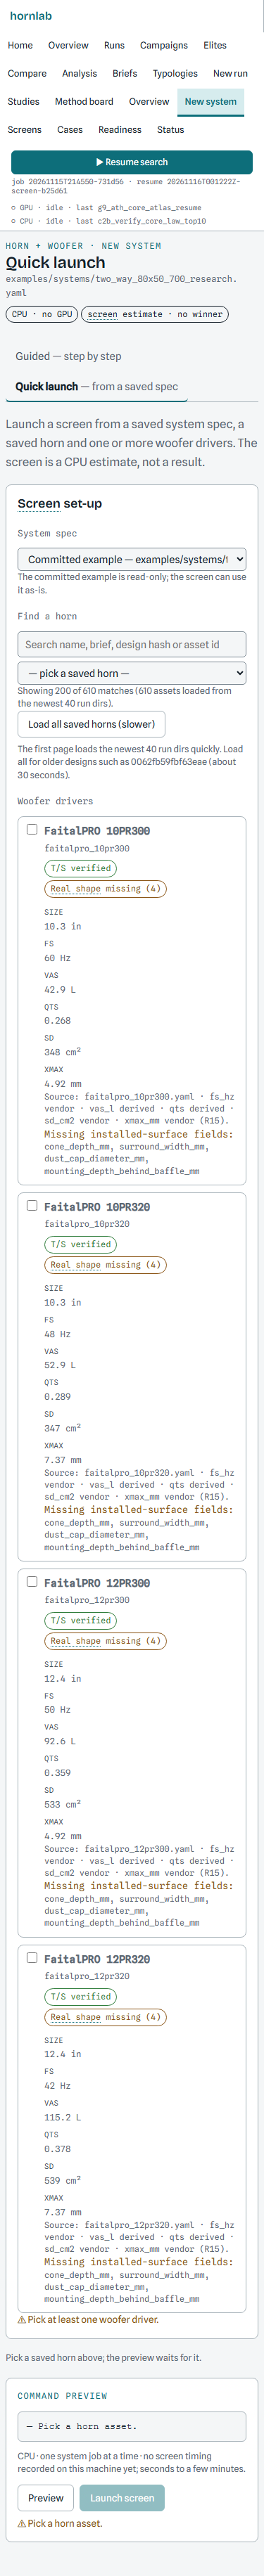 hornlab
Home Overview Runs Campaigns Elites
Compare Analysis Briefs Typologies New run
Studies Method board Overview New system
Screens Cases Readiness Status
▶ Resume search
job 20261115T214550-731d56 · resume 20261116T001222Z-
screen-b25d61
○ GPU · idle · last g9_ath_core_atlas_resume
○ CPU · idle · last c2b_verify_core_law_top10
HORN + WOOFER · NEW SYSTEM
Quick launch
examples/systems/two_way_80x50_700_research.
yaml
CPU · no GPU screen estimate · no winner
Guided — step by step
Quick launch — from a saved spec
Launch a screen from a saved system spec, a
saved horn and one or more woofer drivers. The
screen is a CPU estimate, not a result.
Screen set-up
System spec
Committed example — examples/systems/t
The committed example is read-only; the screen can use
it as-is.
Find a horn
Search name, brief, design hash or asset id
— pick a saved horn —
Showing 200 of 610 matches (610 assets loaded from
the newest 40 run dirs).
Load all saved horns (slower)
The first page loads the newest 40 run dirs quickly. Load
all for older designs such as 0062fb59fbf63eae (about
30 seconds).
Woofer drivers
FaitalPRO 10PR300
faitalpro_10pr300
T/S verified
Real shape missing (4)
SIZE
10.3 in
FS
60 Hz
VAS
42.9 L
QTS
0.268
SD
348 cm²
XMAX
4.92 mm
Source: faitalpro_10pr300.yaml · fs_hz
vendor · vas_l derived · qts derived ·
sd_cm2 vendor · xmax_mm vendor (R15).
Missing installed-surface fields:
cone_depth_mm, surround_width_mm,
dust_cap_diameter_mm,
mounting_depth_behind_baffle_mm
FaitalPRO 10PR320
faitalpro_10pr320
T/S verified
Real shape missing (4)
SIZE
10.3 in
FS
48 Hz
VAS
52.9 L
QTS
0.289
SD
347 cm²
XMAX
7.37 mm
Source: faitalpro_10pr320.yaml · fs_hz
vendor · vas_l derived · qts derived ·
sd_cm2 vendor · xmax_mm vendor (R15).
Missing installed-surface fields:
cone_depth_mm, surround_width_mm,
dust_cap_diameter_mm,
mounting_depth_behind_baffle_mm
FaitalPRO 12PR300
faitalpro_12pr300
T/S verified
Real shape missing (4)
SIZE
12.4 in
FS
50 Hz
VAS
92.6 L
QTS
0.359
SD
533 cm²
XMAX
4.92 mm
Source: faitalpro_12pr300.yaml · fs_hz
vendor · vas_l derived · qts derived ·
sd_cm2 vendor · xmax_mm vendor (R15).
Missing installed-surface fields:
cone_depth_mm, surround_width_mm,
dust_cap_diameter_mm,
mounting_depth_behind_baffle_mm
FaitalPRO 12PR320
faitalpro_12pr320
T/S verified
Real shape missing (4)
SIZE
12.4 in
FS
42 Hz
VAS
115.2 L
QTS
0.378
SD
539 cm²
XMAX
7.37 mm
Source: faitalpro_12pr320.yaml · fs_hz
vendor · vas_l derived · qts derived ·
sd_cm2 vendor · xmax_mm vendor (R15).
Missing installed-surface fields:
cone_depth_mm, surround_width_mm,
dust_cap_diameter_mm,
mounting_depth_behind_baffle_mm
⚠ Pick at least one woofer driver.
Pick a saved horn above; the preview waits for it.
COMMAND PREVIEW
— Pick a horn asset.
CPU · one system job at a time · no screen timing
recorded on this machine yet; seconds to a few minutes.
Preview Launch screen
⚠ Pick a horn asset.